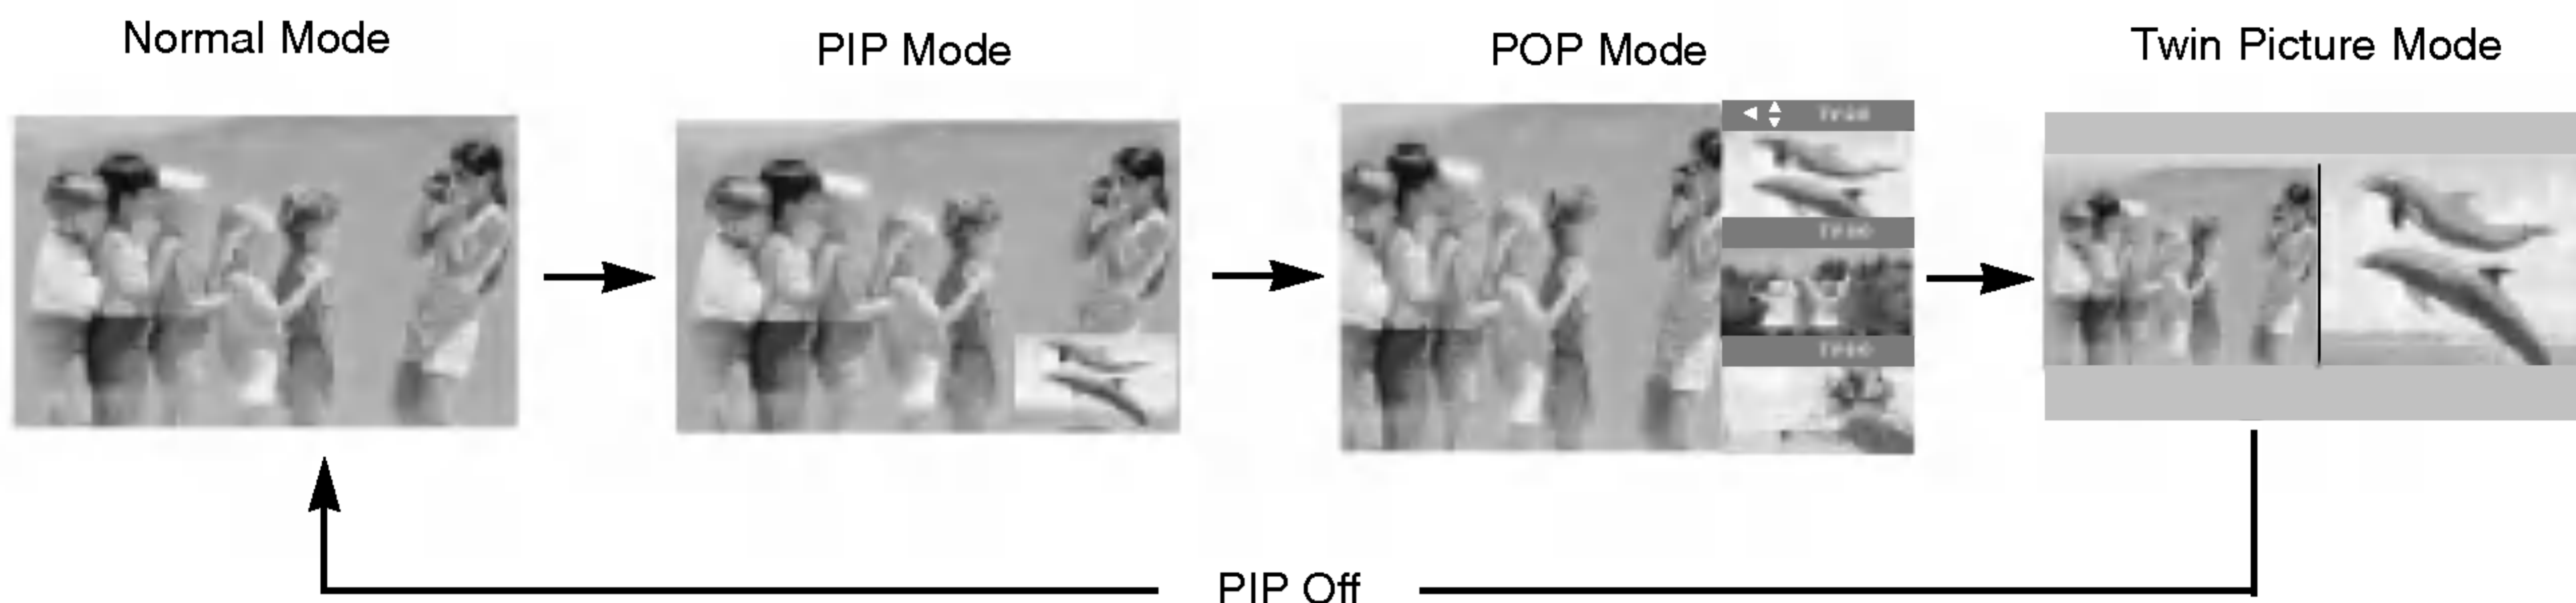 Normal Mode
PIP Mode
POP Mode
Twin Picture Mode
PIP Off